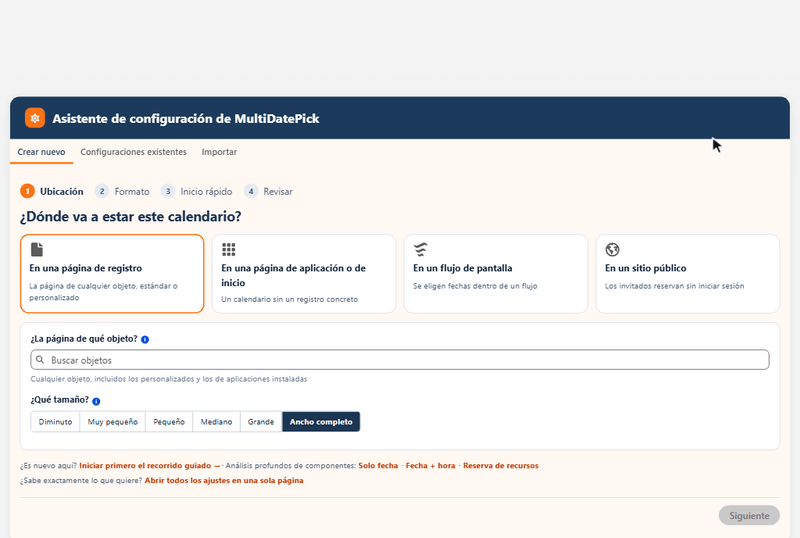 Asistente de configuración de MultiDatePick
Crear nuevo
Configuraciones existentes
Importar
1 Ubicación
2 Formato
3 Inicio rápido
4 Revisar
¿Dónde va a estar este calendario?
En una página de registro
La página de cualquier objeto, estándar o
personalizado
En una página de aplicación o de
inicio
Un calendario sin un registro concreto
En un flujo de pantalla
Se eligen fechas dentro de un flujo
En un sitio público
Los invitados reservan sin iniciar sesión
¿La página de qué objeto?
Buscar objetos
Cualquier objeto, incluidos los personalizados y los de aplicaciones instaladas
¿Qué tamaño?
Diminuto
Muy pequeño
Pequeño
Mediano
Grande
Ancho completo
¿Es nuevo aquí? Iniciar primero el recorrido guiado → · Análisis profundos de componentes: Solo fecha · Fecha + hora · Reserva de recursos
¿Sabe exactamente lo que quiere? Abrir todos los ajustes en una sola página
Siguiente